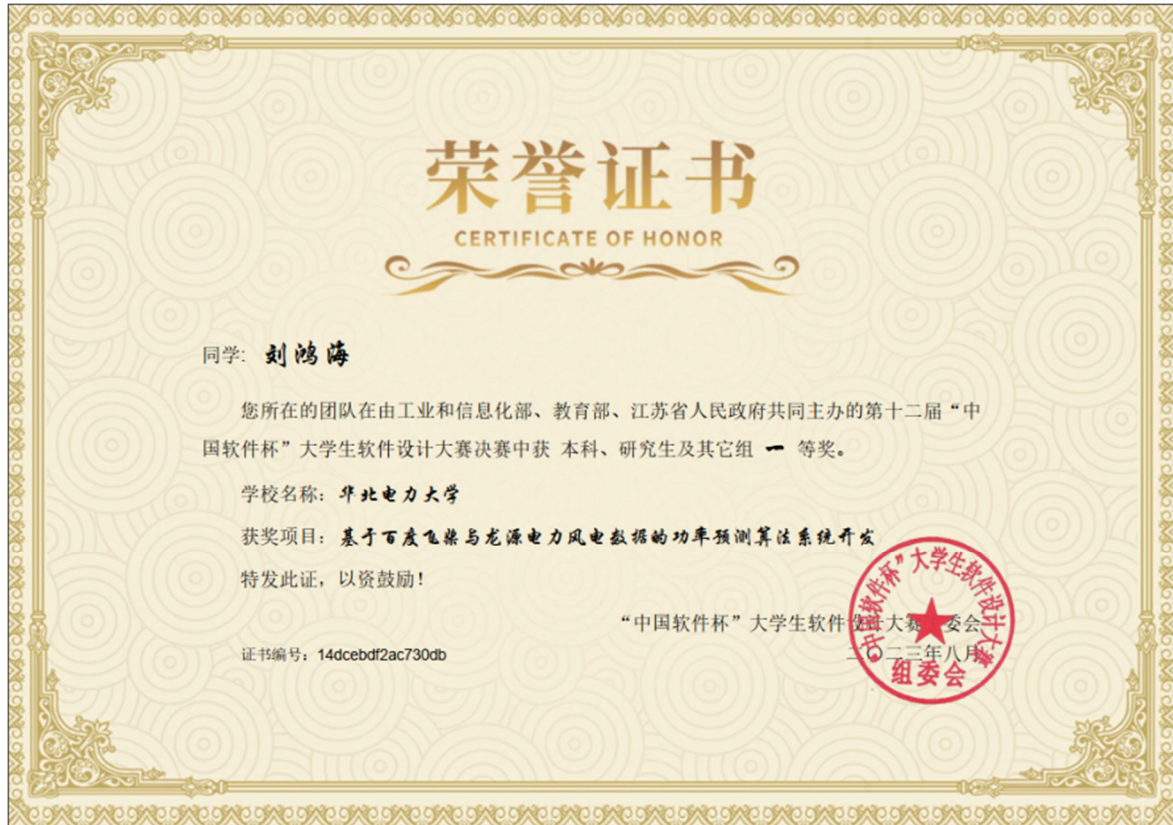 荣誉证书
CERTIFICATE OF HONOR
同学: 刘鸿海
您所在的团队在由工业和信息化部、教育部、江苏省人民政府共同主办的第十二届“中
国软件杯”大学生软件设计大赛决赛中获 本科、研究生及其它组 一 等奖。
学校名称：华北电力大学
获奖项目：基于百度飞桨与龙源电力风电数据的功率预测算法系统开发
特发此证，以资鼓励！
“中国软件杯”大学生软件设计大赛组委会
二〇二三年八月
证书编号：14dcebdf2ac730db
“中国软件杯”大学生软件设计大赛
组委会